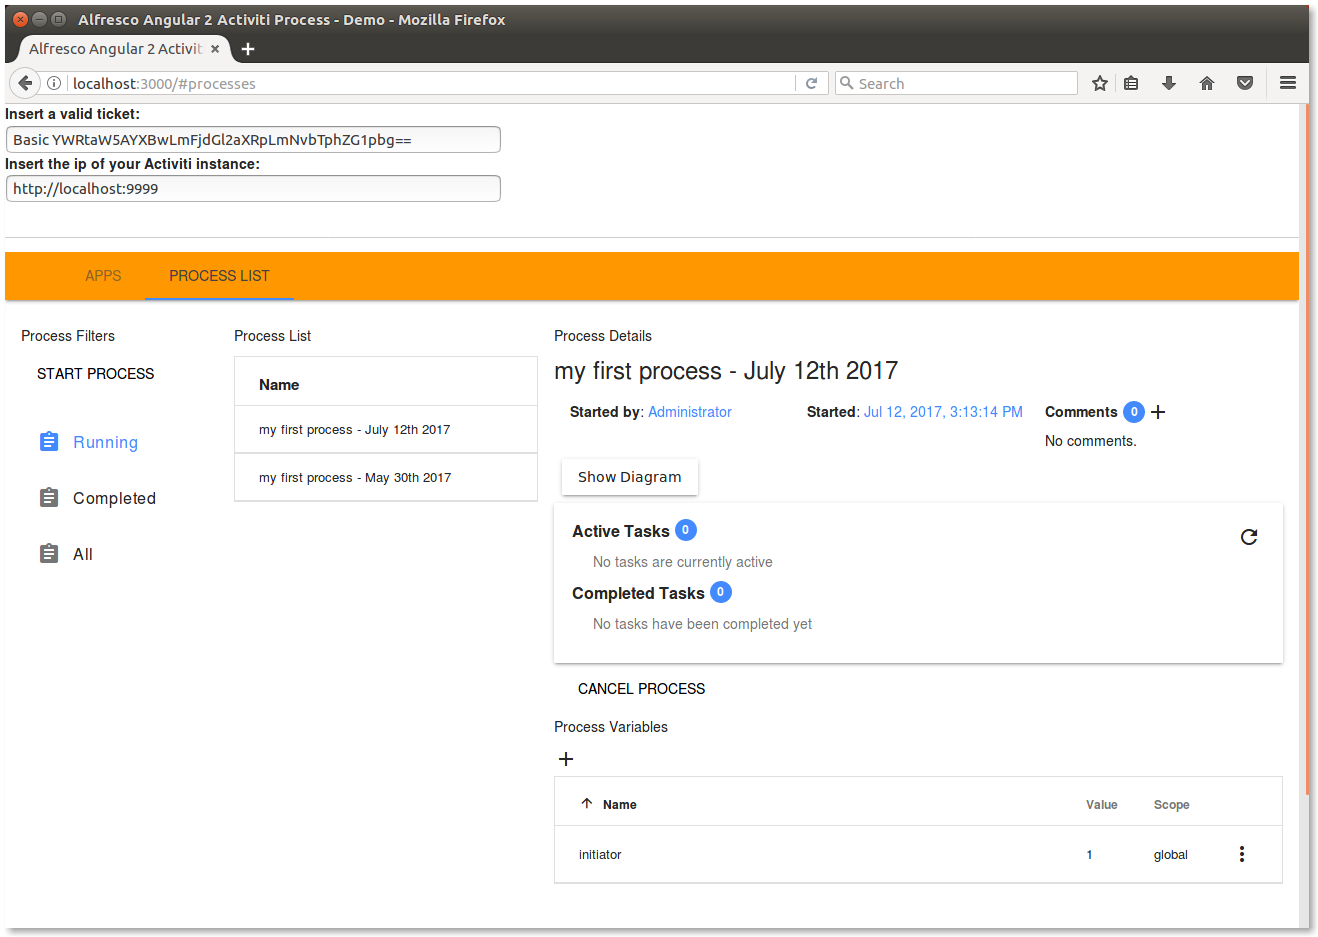 Alfresco Angular 2 Activiti Process - Demo - Mozilla Firefox
Alfresco Angular 2 Activit
localhost:3000/#processes
Search
Insert a valid ticket:
Basic YWRtaW5AYXBwLmFjdGl2aXRpLmNvbTphZG1pbg==
Insert the ip of your Activiti instance:
http://localhost:9999
APPS PROCESS LIST
Process Filters
START PROCESS
Running
Completed
All
Process List
Name
my first process - July 12th 2017
my first process - May 30th 2017
Process Details
my first process - July 12th 2017
Started by: Administrator
Started: Jul 12, 2017, 3:13:14 PM
Comments 0
No comments.
Show Diagram
Active Tasks 0
No tasks are currently active
Completed Tasks 0
No tasks have been completed yet
CANCEL PROCESS
Process Variables
Name Value Scope
initiator 1 global